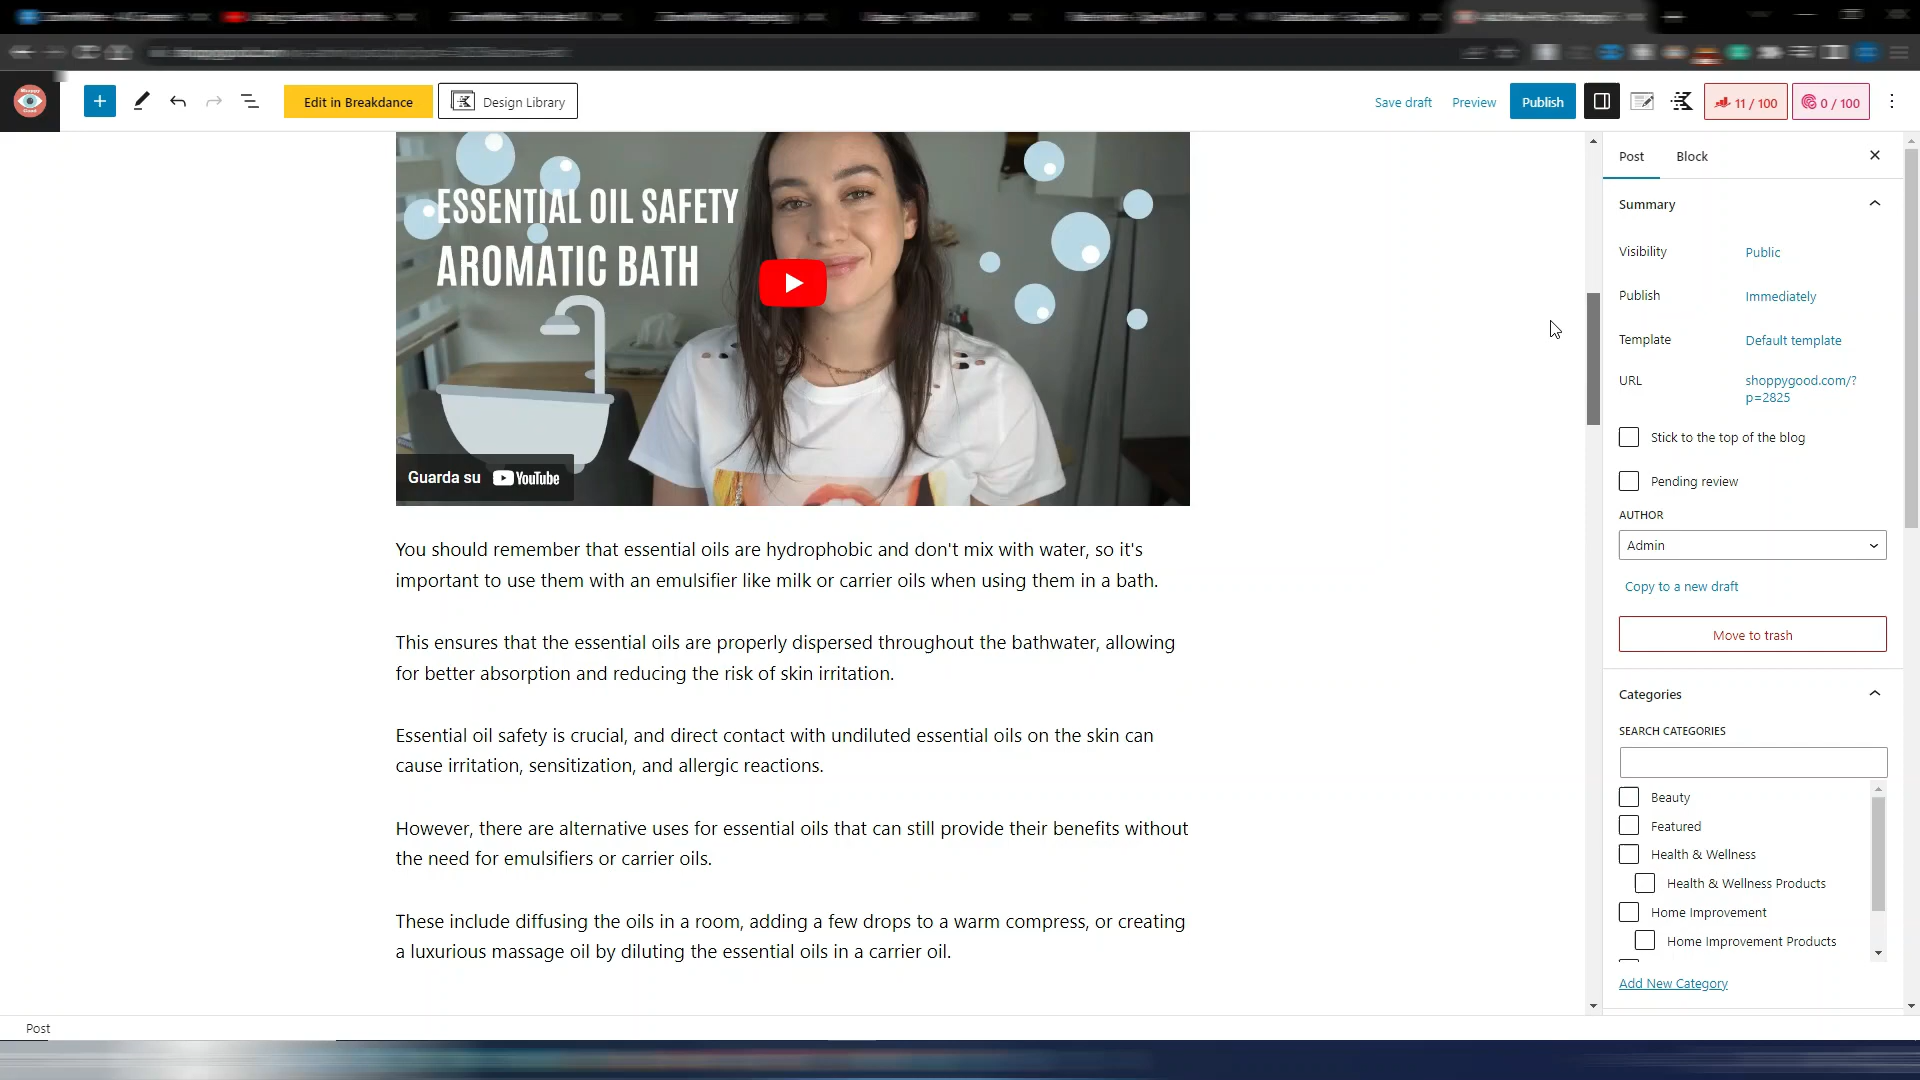 Edit in Breakdance
Design Library
Save draft
Preview
Publish
11 / 100
0 / 100
ESSENTIAL OIL SAFETY
AROMATIC BATH
Guarda su YouTube
You should remember that essential oils are hydrophobic and don't mix with water, so it's
important to use them with an emulsifier like milk or carrier oils when using them in a bath.
This ensures that the essential oils are properly dispersed throughout the bathwater, allowing
for better absorption and reducing the risk of skin irritation.
Essential oil safety is crucial, and direct contact with undiluted essential oils on the skin can
cause irritation, sensitization, and allergic reactions.
However, there are alternative uses for essential oils that can still provide their benefits without
the need for emulsifiers or carrier oils.
These include diffusing the oils in a room, adding a few drops to a warm compress, or creating
a luxurious massage oil by diluting the essential oils in a carrier oil.
Post
Block
Summary
Visibility Public
Publish Immediately
Template Default template
URL shoppygood.com/?
p=2825
Stick to the top of the blog
Pending review
AUTHOR
Admin
Copy to a new draft
Move to trash
Categories
SEARCH CATEGORIES
Beauty
Featured
Health & Wellness
Health & Wellness Products
Home Improvement
Home Improvement Products
Add New Category
Post